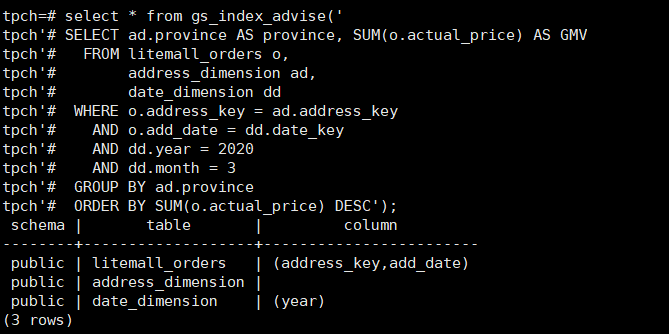 tpch=# select * from gs_index_advise('
tpch'# SELECT ad.province AS province, SUM(o.actual_price) AS GMV
tpch'#   FROM litemall_orders o,
tpch'#        address_dimension ad,
tpch'#        date_dimension dd
tpch'#  WHERE o.address_key = ad.address_key
tpch'#    AND o.add_date = dd.date_key
tpch'#    AND dd.year = 2020
tpch'#    AND dd.month = 3
tpch'#  GROUP BY ad.province
tpch'#  ORDER BY SUM(o.actual_price) DESC');
 schema |       table       |         column
--------+-------------------+------------------------
 public | litemall_orders   | (address_key,add_date)
 public | address_dimension |
 public | date_dimension    | (year)
(3 rows)